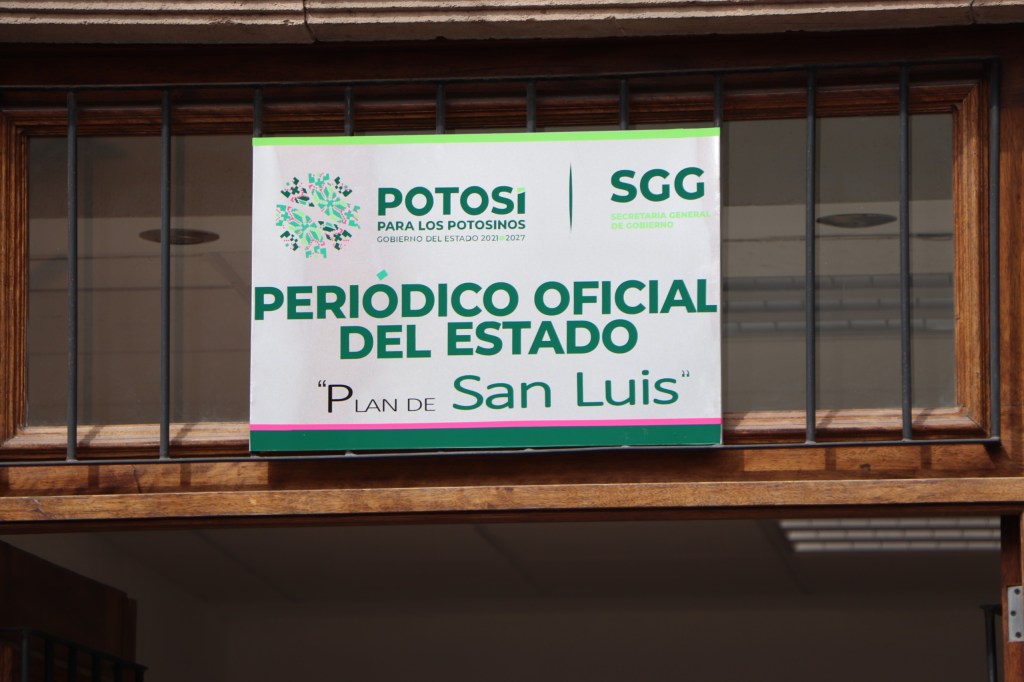 POTOSÍ
PARA LOS POTOSINOS
GOBIERNO DEL ESTADO 2021-2027
SGG
SECRETARÍA GENERAL
DE GOBIERNO
PERIÓDICO OFICIAL
DEL ESTADO
"PLAN DE San Luis"